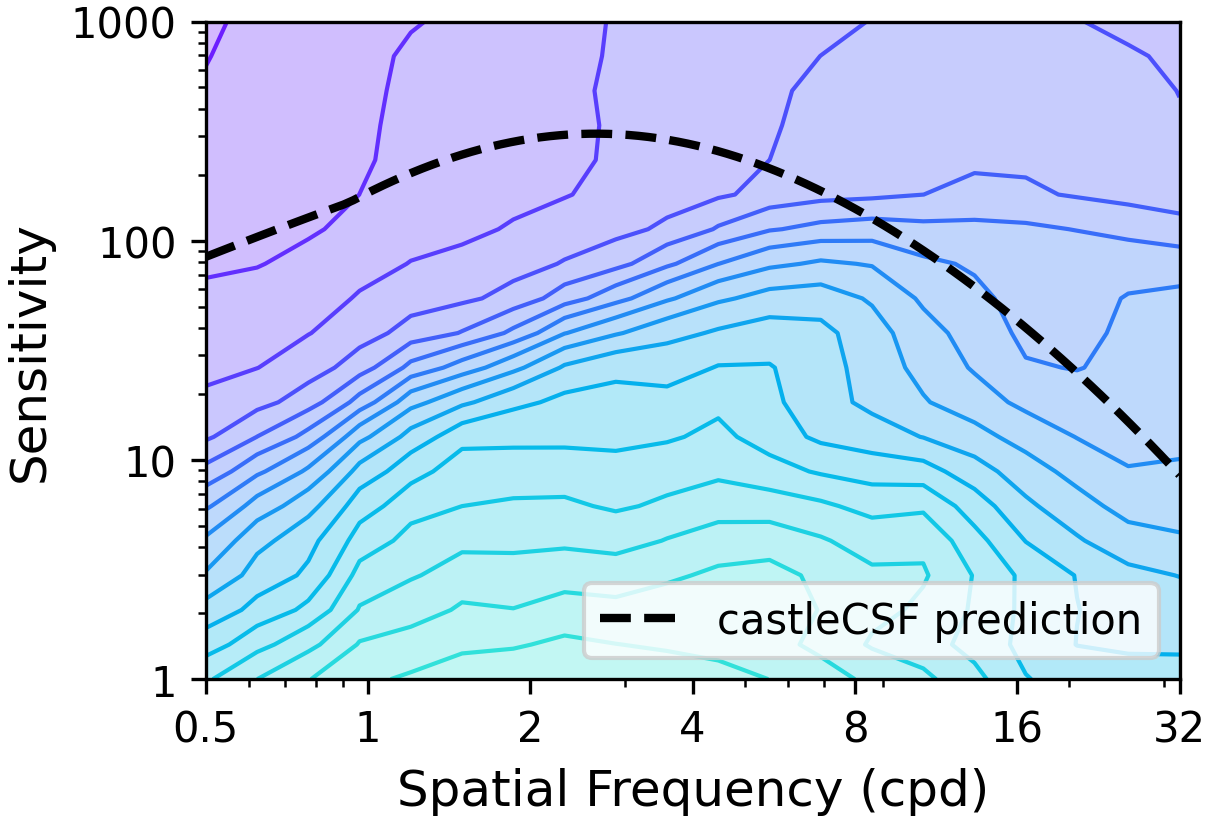 1000
100
10
1
Sensitivity
castleCSF prediction
0.5 1 2 4 8 16 32
Spatial Frequency (cpd)